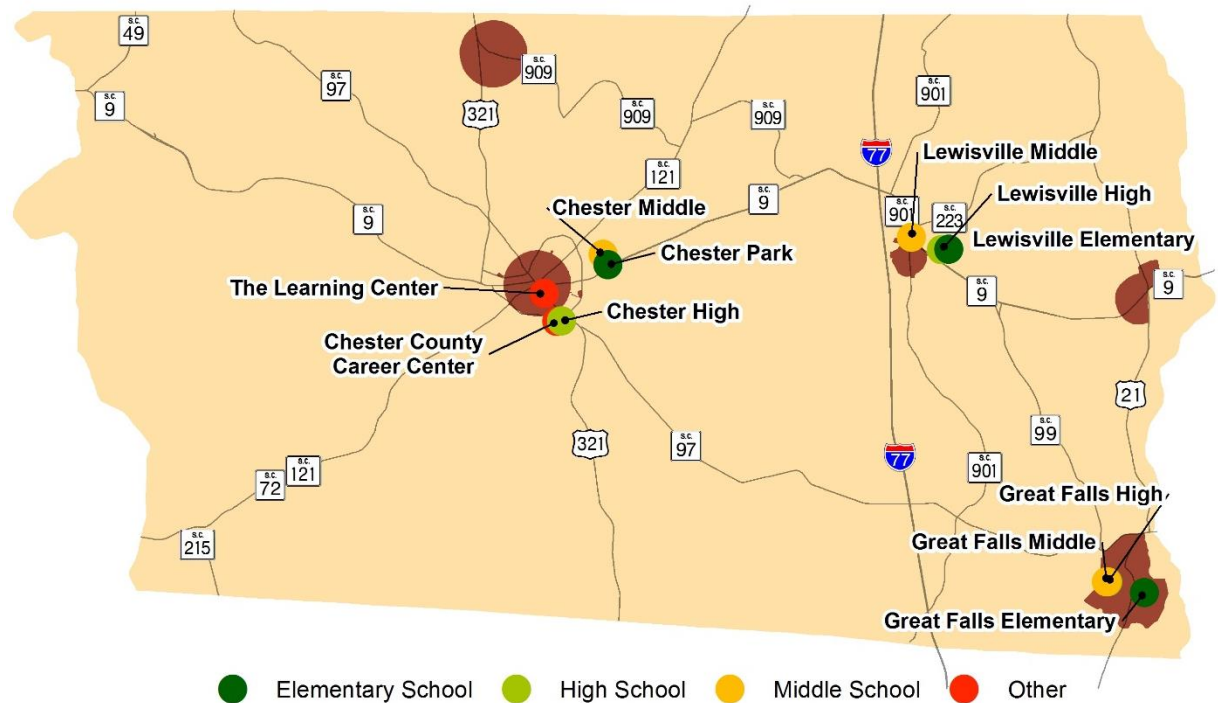 S.C.
49
S.C.
97
S.C.
9
321
S.C.
909
S.C.
909
S.C.
909
S.C.
901
77
S.C.
121
S.C.
9
S.C.
9
Lewisville Middle
Lewisville High
S.C.
901
S.C.
223
Lewisville Elementary
Chester Middle
Chester Park
The Learning Center
Chester High
Chester County
Career Center
S.C.
9
S.C.
9
21
321
S.C.
97
77
S.C.
99
S.C.
901
S.C.
72
S.C.
121
S.C.
215
Great Falls High
Great Falls Middle
Great Falls Elementary
Elementary School
High School
Middle School
Other